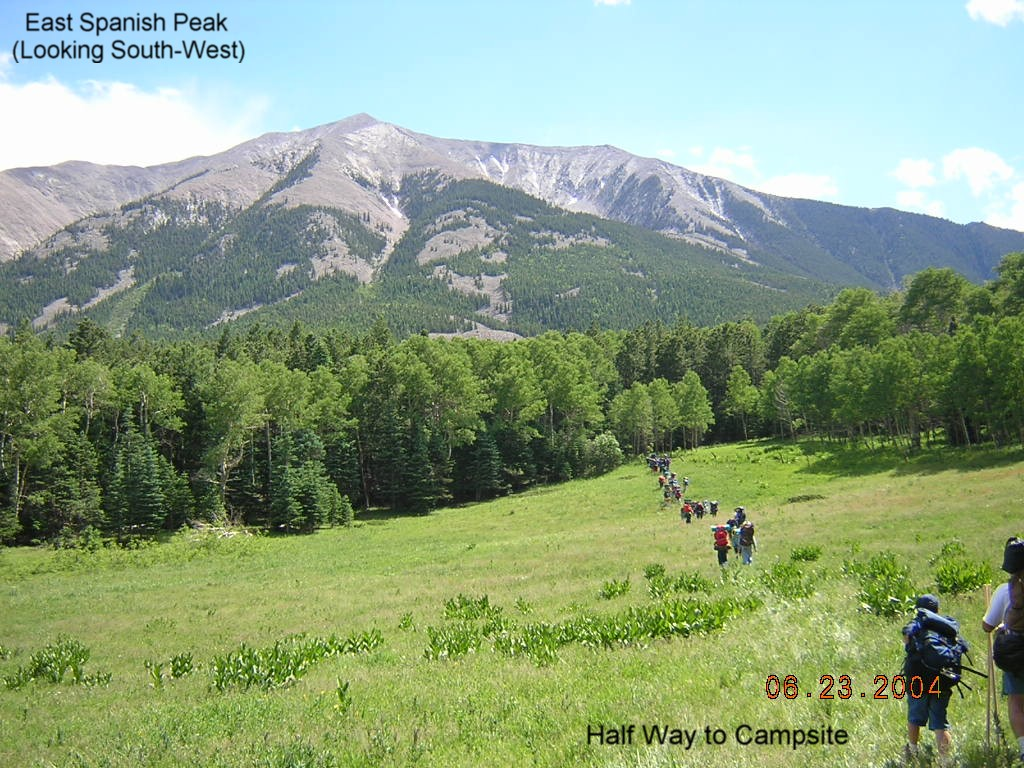 East Spanish Peak
(Looking South-West)
06.23.2004
Half Way to Campsite